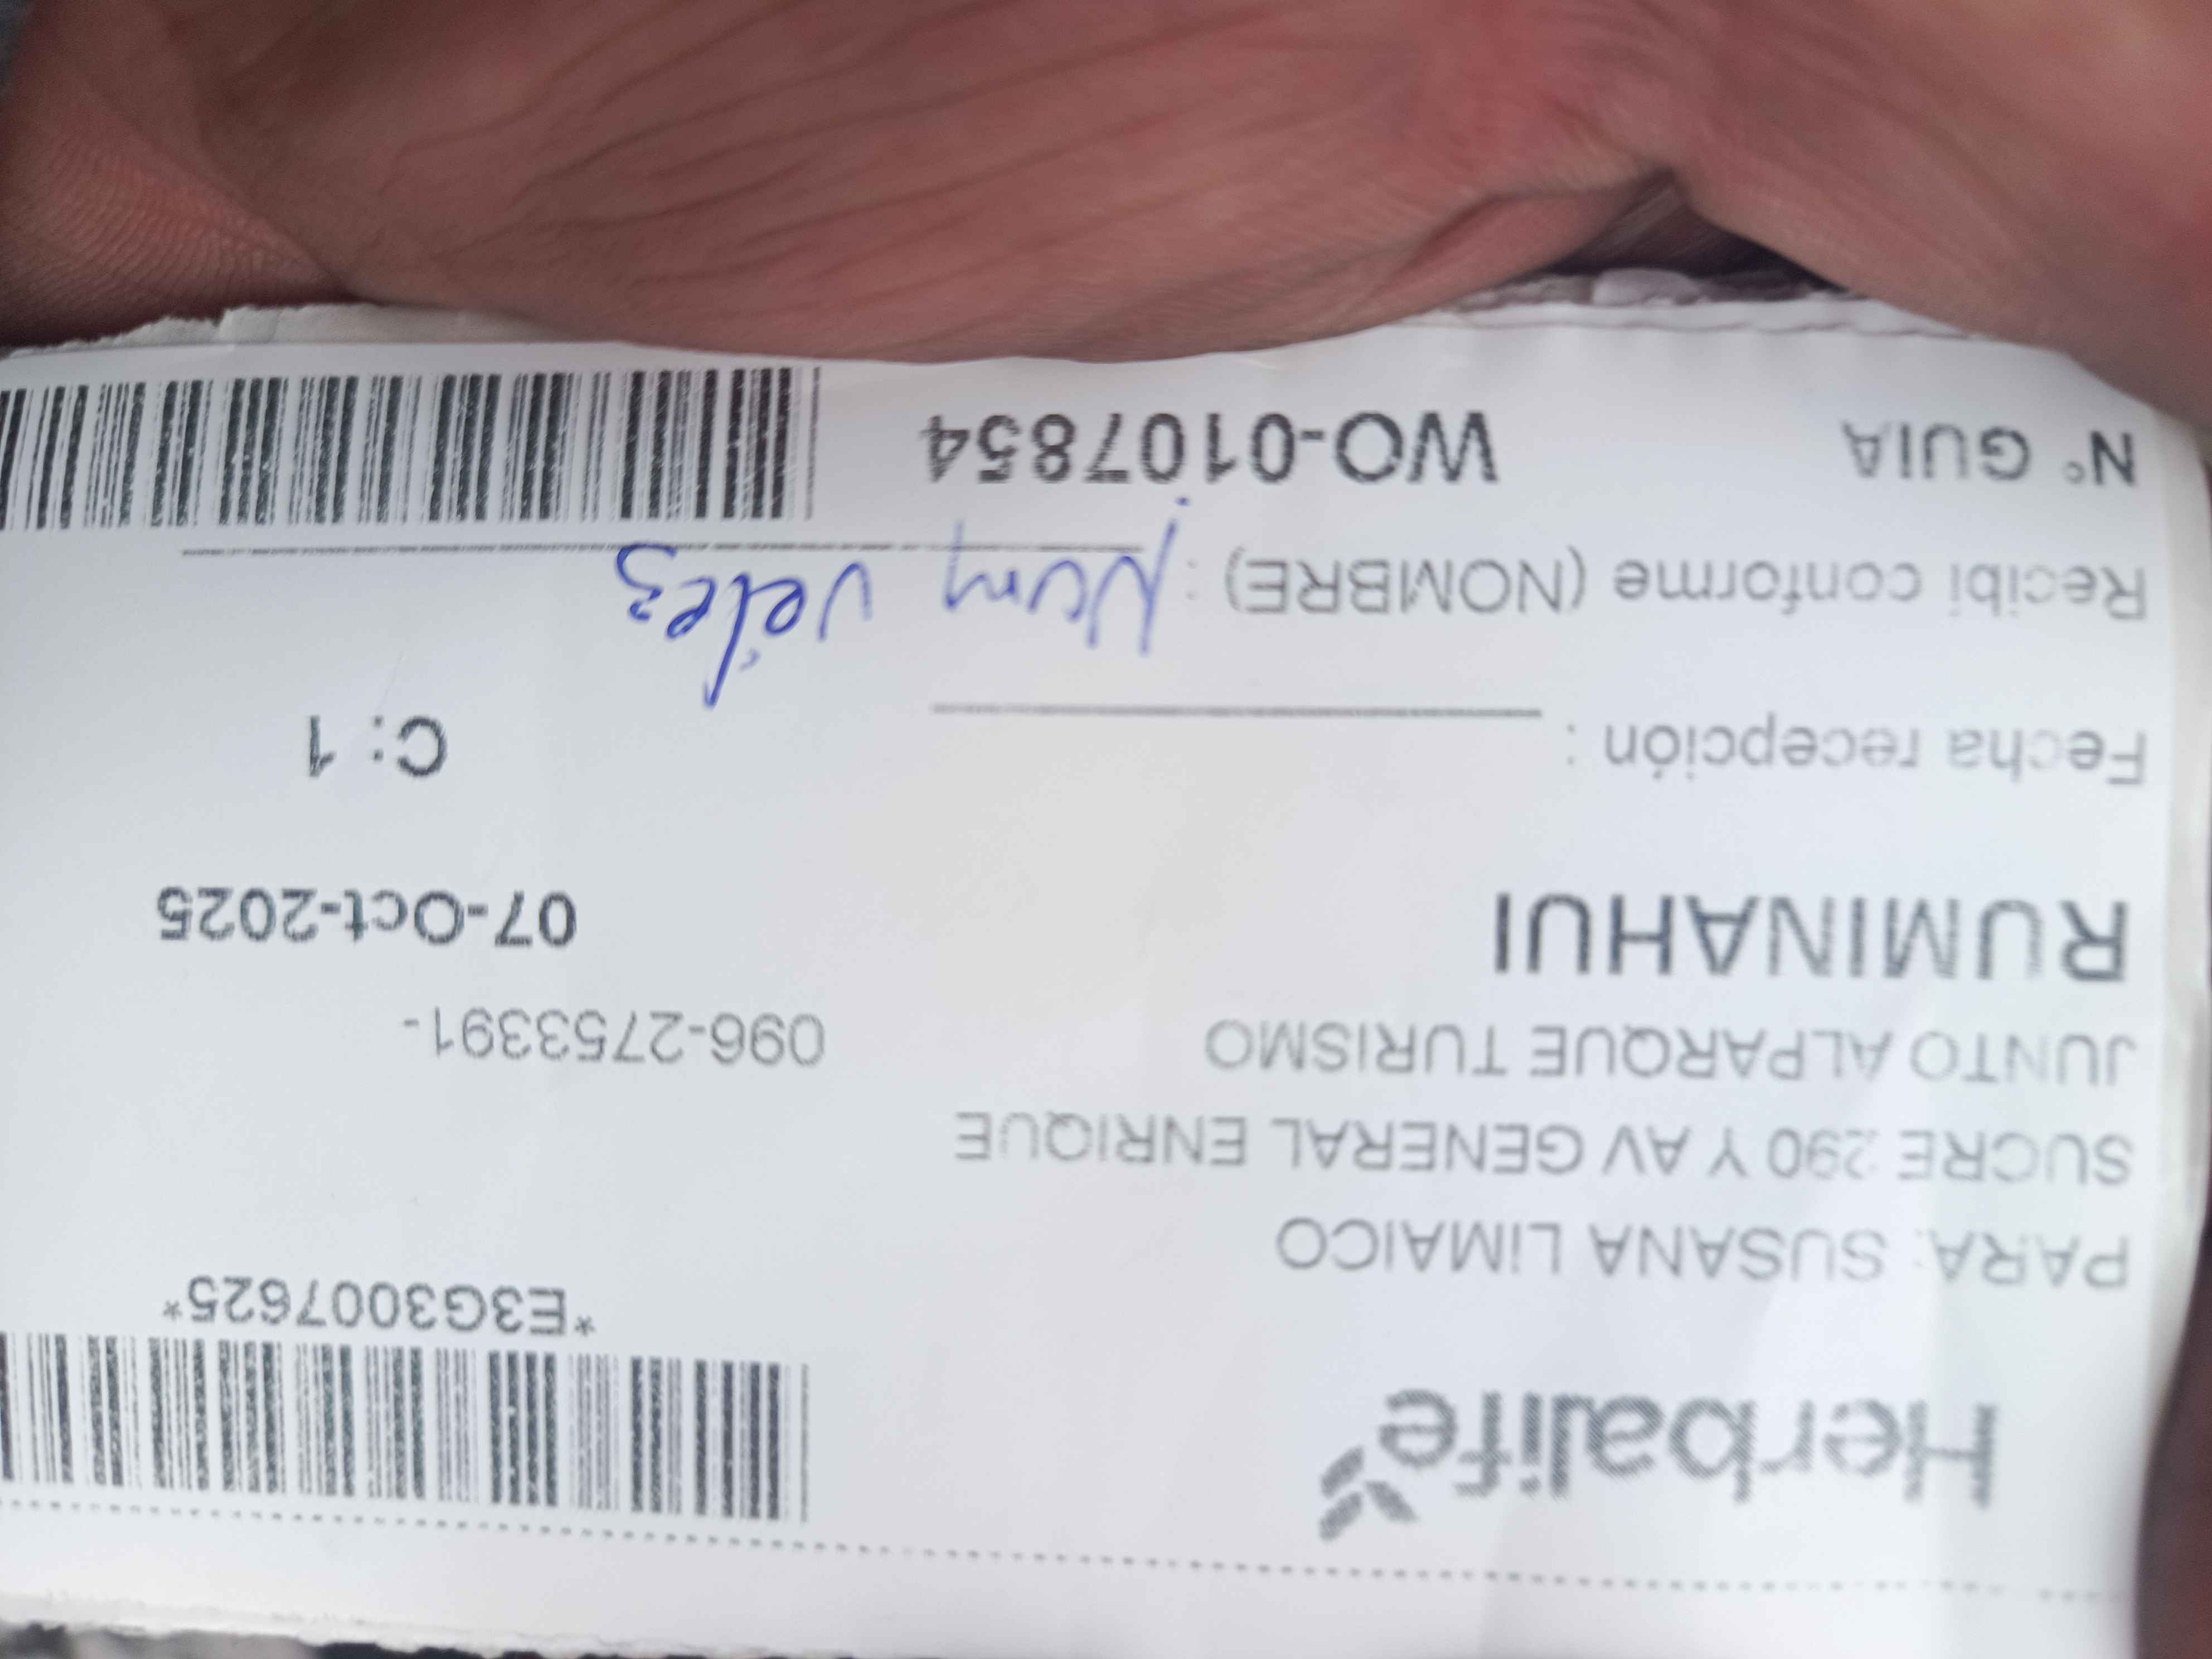 Herbalife
*E3G3007625*
PARA: SUSANA LIMAICO
SUCRE 290 Y AV GENERAL ENRIQUE
JUNTO ALPARQUE TURISMO 096-2753391-
RUMINAHUI 07-Oct-2025
Fecha recepción : C: 1
Recibi conforme (NOMBRE) : Vélez
N° GUIA WO-0107854